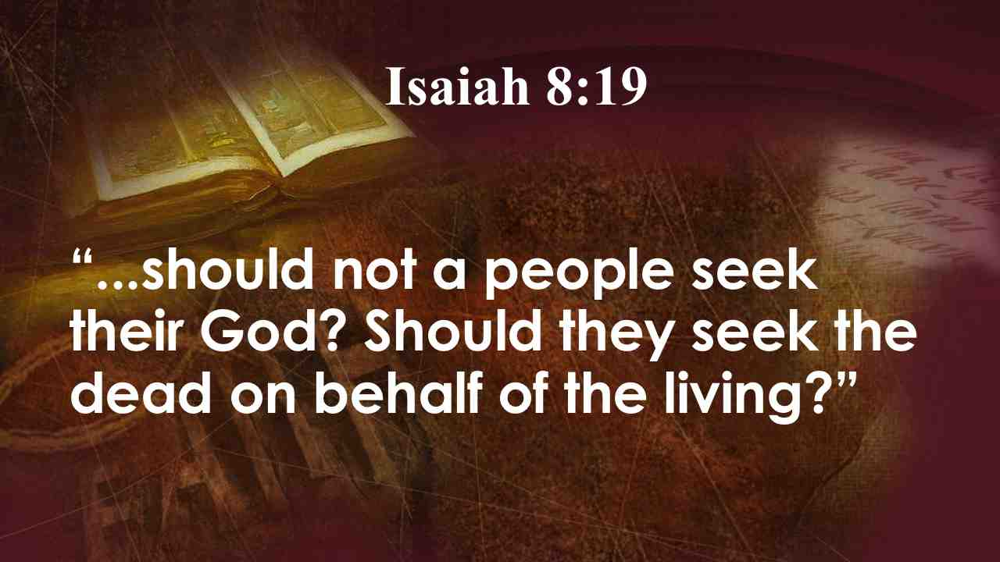 Isaiah 8:19
“...should not a people seek
their God? Should they seek the
dead on behalf of the living?”